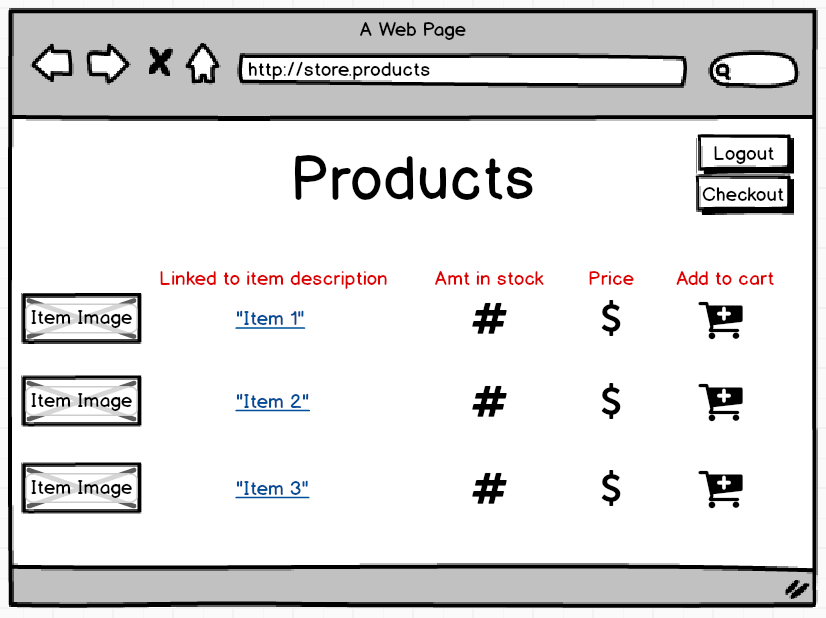 A Web Page
http://store.products
Logout
Products
Checkout
Linked to item description Amt in stock Price Add to cart
Item Image "Item 1" # $
Item Image "Item 2" # $
Item Image "Item 3" # $